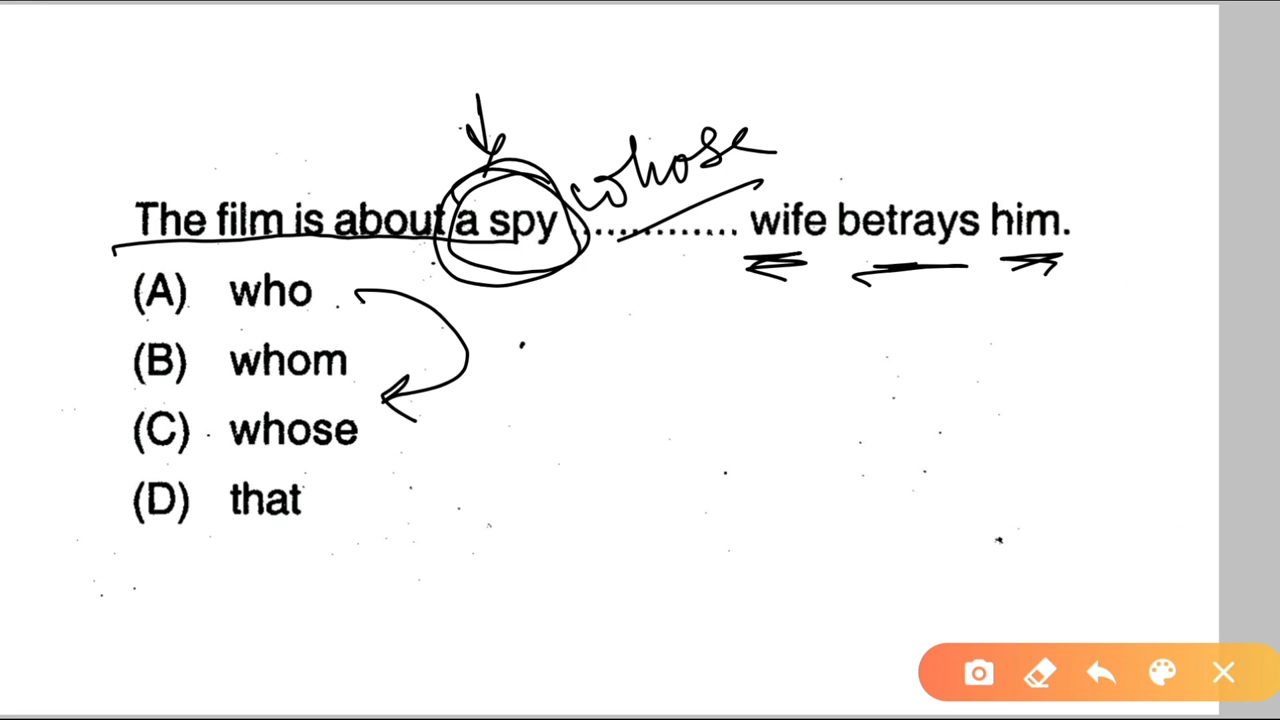 whose
The film is about a spy ............. wife betrays him.
(A) who
(B) whom
(C) whose
(D) that